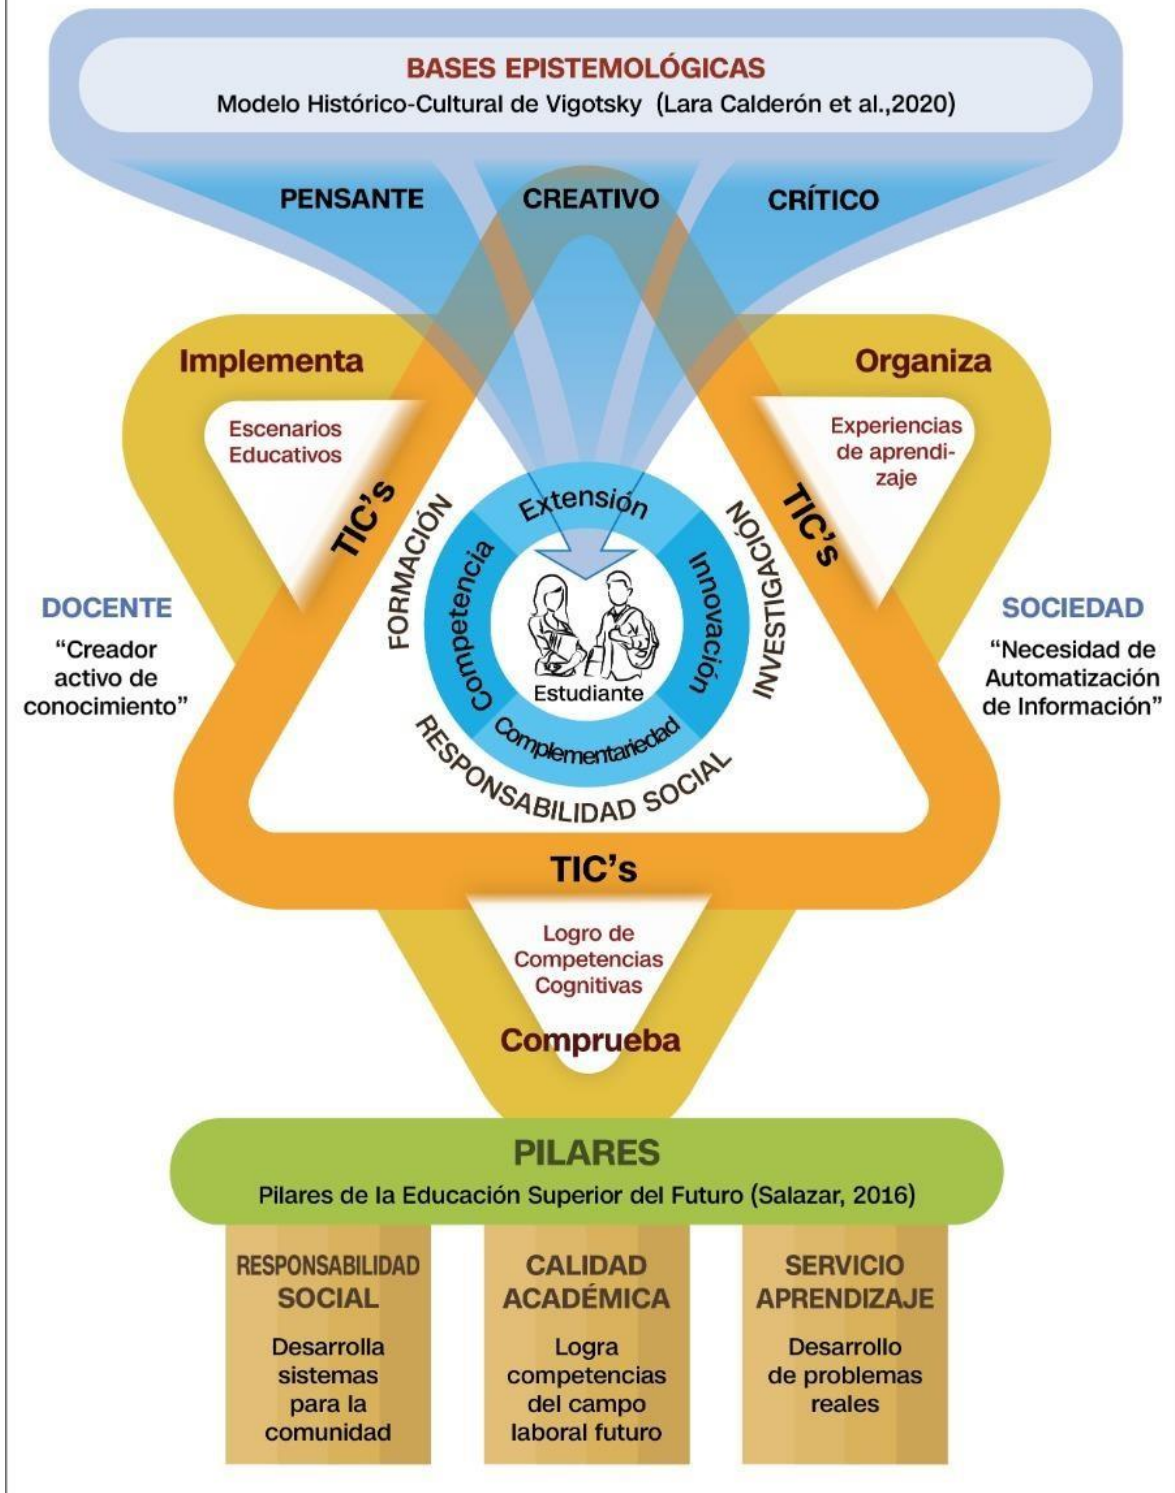 BASES EPISTEMOLÓGICAS
Modelo Histórico-Cultural de Vigotsky (Lara Calderón et al.,2020)
PENSANTE
CREATIVO
CRÍTICO
Implementa
Organiza
Escenarios
Educativos
Experiencias
de aprendi-
zaje
TIC's
TIC's
FORMACIÓN
INVESTIGACIÓN
RESPONSABILIDAD SOCIAL
Extensión
Competencia
Innovación
Complementariedad
Estudiante
DOCENTE
“Creador
activo de
conocimiento”
SOCIEDAD
“Necesidad de
Automatización
de Información”
TIC's
Logro de
Competencias
Cognitivas
Comprueba
PILARES
Pilares de la Educación Superior del Futuro (Salazar, 2016)
RESPONSABILIDAD
SOCIAL
Desarrolla
sistemas
para la
comunidad
CALIDAD
ACADÉMICA
Logra
competencias
del campo
laboral futuro
SERVICIO
APRENDIZAJE
Desarrollo
de problemas
reales